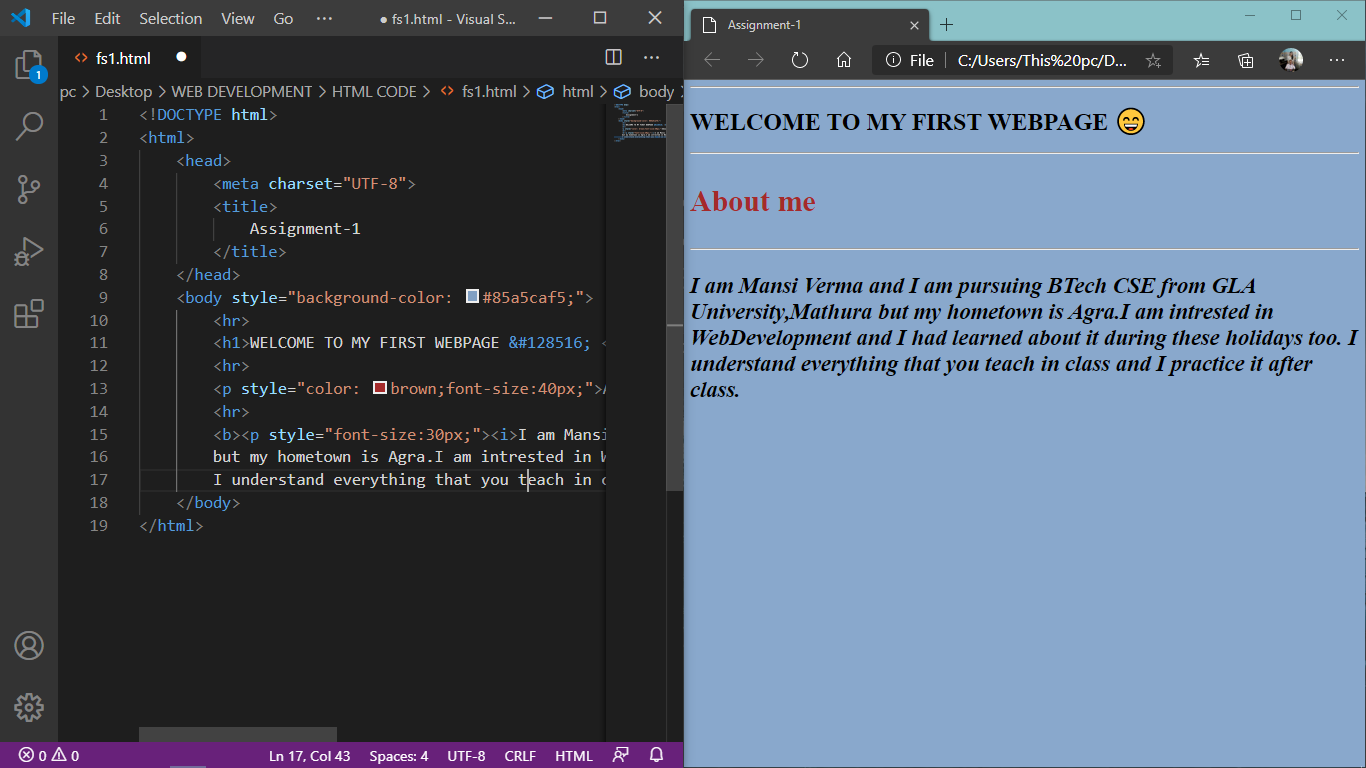 File Edit Selection View Go ··· ● fs1.html - Visual S...
<> fs1.html ●
pc > Desktop > WEB DEVELOPMENT > HTML CODE > <> fs1.html > html > body >
1 <!DOCTYPE html>
2 <html>
3 <head>
4 <meta charset="UTF-8">
5 <title>
6 Assignment-1
7 </title>
8 </head>
9 <body style="background-color: #85a5caf5;">
10 <hr>
11 <h1>WELCOME TO MY FIRST WEBPAGE &#128516; <
12 <hr>
13 <p style="color: brown;font-size:40px;">A
14 <hr>
15 <b><p style="font-size:30px;"><i>I am Mansi
16 but my hometown is Agra.I am intrested in W
17 I understand everything that you teach in c
18 </body>
19 </html>
1
0 0 Ln 17, Col 43 Spaces: 4 UTF-8 CRLF HTML
Assignment-1
File | C:/Users/This%20pc/D...
WELCOME TO MY FIRST WEBPAGE 😄
About me
I am Mansi Verma and I am pursuing BTech CSE from GLA
University,Mathura but my hometown is Agra.I am intrested in
WebDevelopment and I had learned about it during these holidays too. I
understand everything that you teach in class and I practice it after
class.